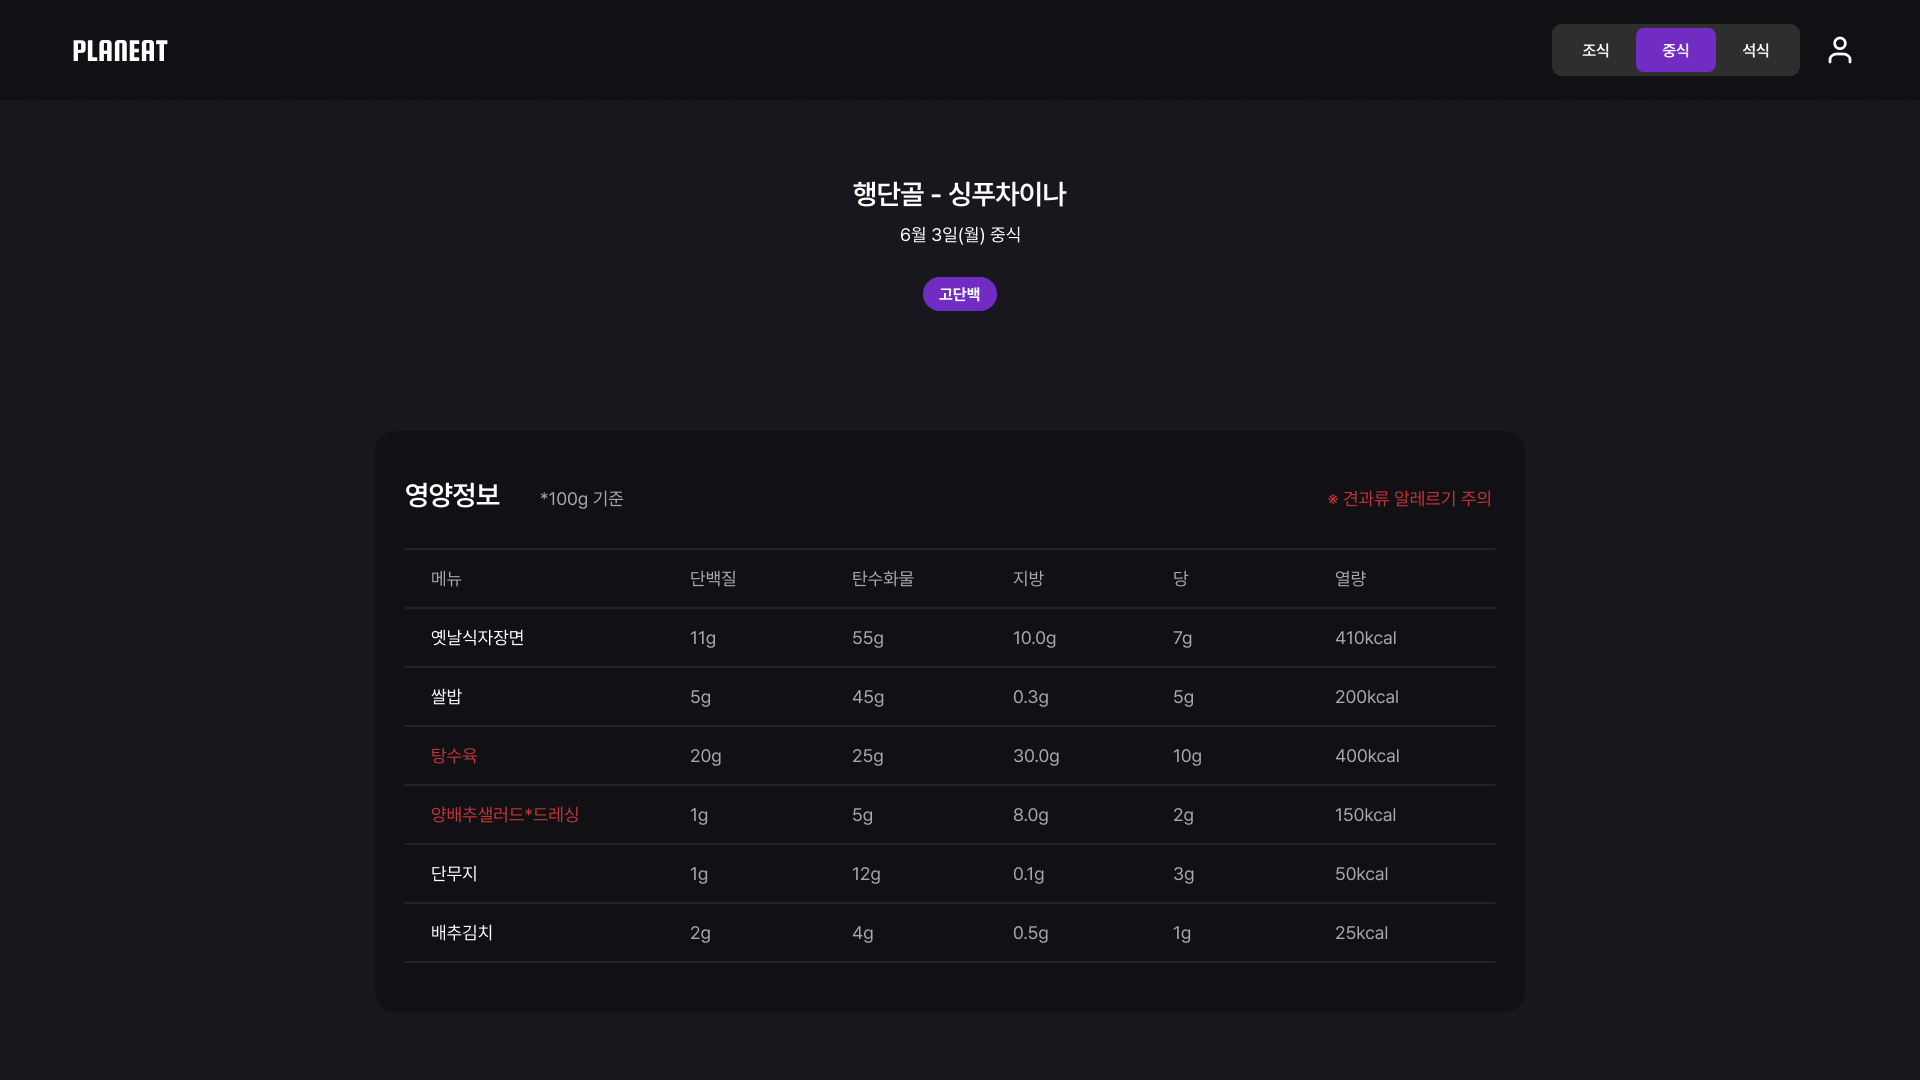 PLANEAT
조식 중식 석식
행단골 - 싱푸차이나
6월 3일(월) 중식
고단백
영양정보 *100g 기준 ※ 견과류 알레르기 주의
메뉴 단백질 탄수화물 지방 당 열량
옛날식자장면 11g 55g 10.0g 7g 410kcal
쌀밥 5g 45g 0.3g 5g 200kcal
탕수육 20g 25g 30.0g 10g 400kcal
양배추샐러드*드레싱 1g 5g 8.0g 2g 150kcal
단무지 1g 12g 0.1g 3g 50kcal
배추김치 2g 4g 0.5g 1g 25kcal